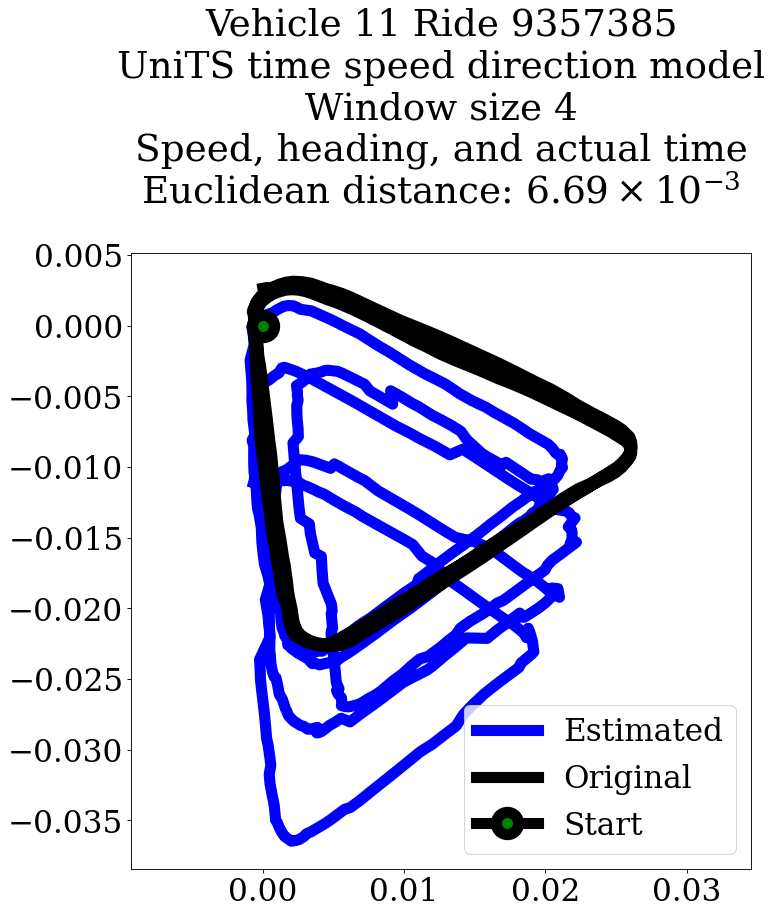 Vehicle 11 Ride 9357385
UniTS time speed direction model
Window size 4
Speed, heading, and actual time
Euclidean distance: 6.69 × 10⁻³
0.005
0.000
−0.005
−0.010
−0.015
−0.020
−0.025
−0.030
−0.035
Estimated
Original
Start
0.00 0.01 0.02 0.03